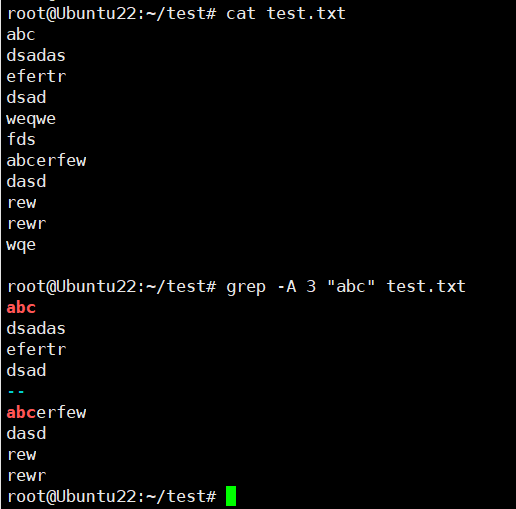 root@Ubuntu22:~/test# cat test.txt
abc
dsadas
efertr
dsad
weqwe
fds
abcerfew
dasd
rew
rewr
wqe
root@Ubuntu22:~/test# grep -A 3 "abc" test.txt
abc
dsadas
efertr
dsad
--
abcerfew
dasd
rew
rewr
root@Ubuntu22:~/test#